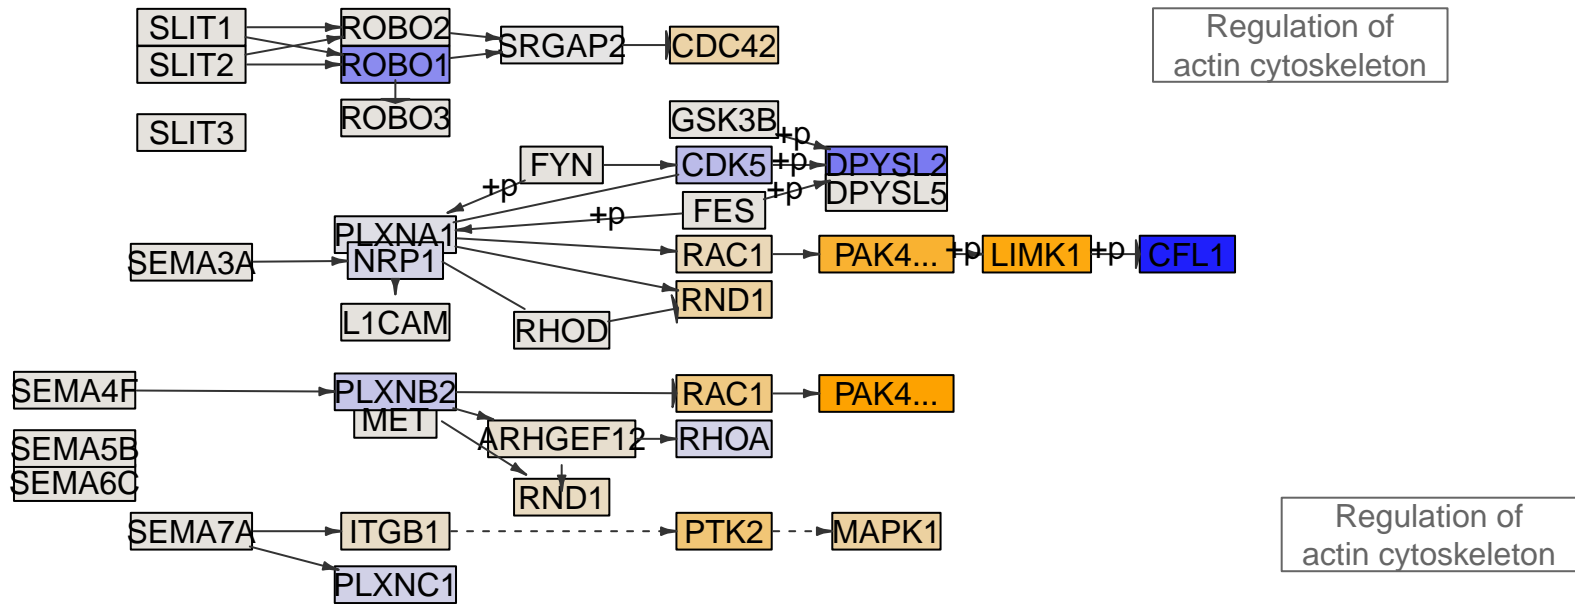 SLIT1
ROBO2
SRGAP2
CDC42
Regulation of
actin cytoskeleton
SLIT2
ROBO1
SLIT3
ROBO3
GSK3B
+p
FYN
CDK5
+p
DPYSL2
+p
FES
+p
DPYSL5
+p
PLXNA1
SEMA3A
NRP1
RAC1
PAK4...
+p
LIMK1
+p
CFL1
RND1
L1CAM
RHOD
SEMA4F
PLXNB2
RAC1
PAK4...
MET
ARHGEF12
RHOA
SEMA5B
SEMA6C
RND1
SEMA7A
ITGB1
PTK2
MAPK1
Regulation of
actin cytoskeleton
PLXNC1